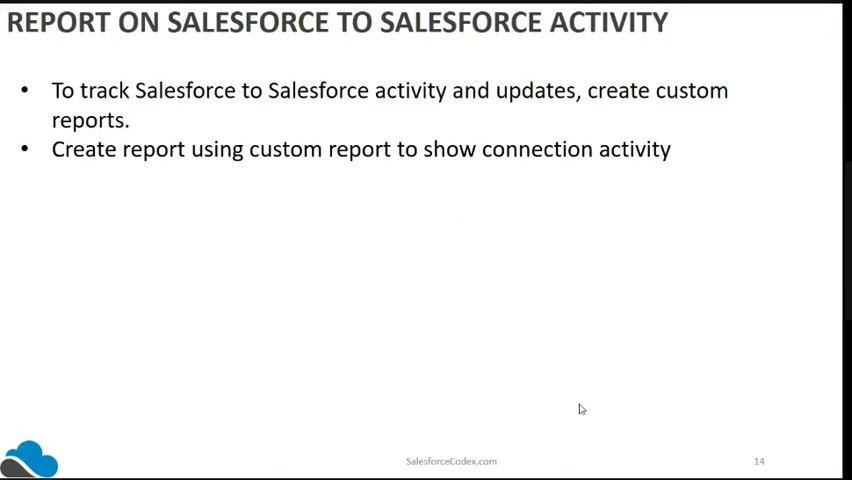 REPORT ON SALESFORCE TO SALESFORCE ACTIVITY
• To track Salesforce to Salesforce activity and updates, create custom
reports.
• Create report using custom report to show connection activity
SalesforceCodex.com
14